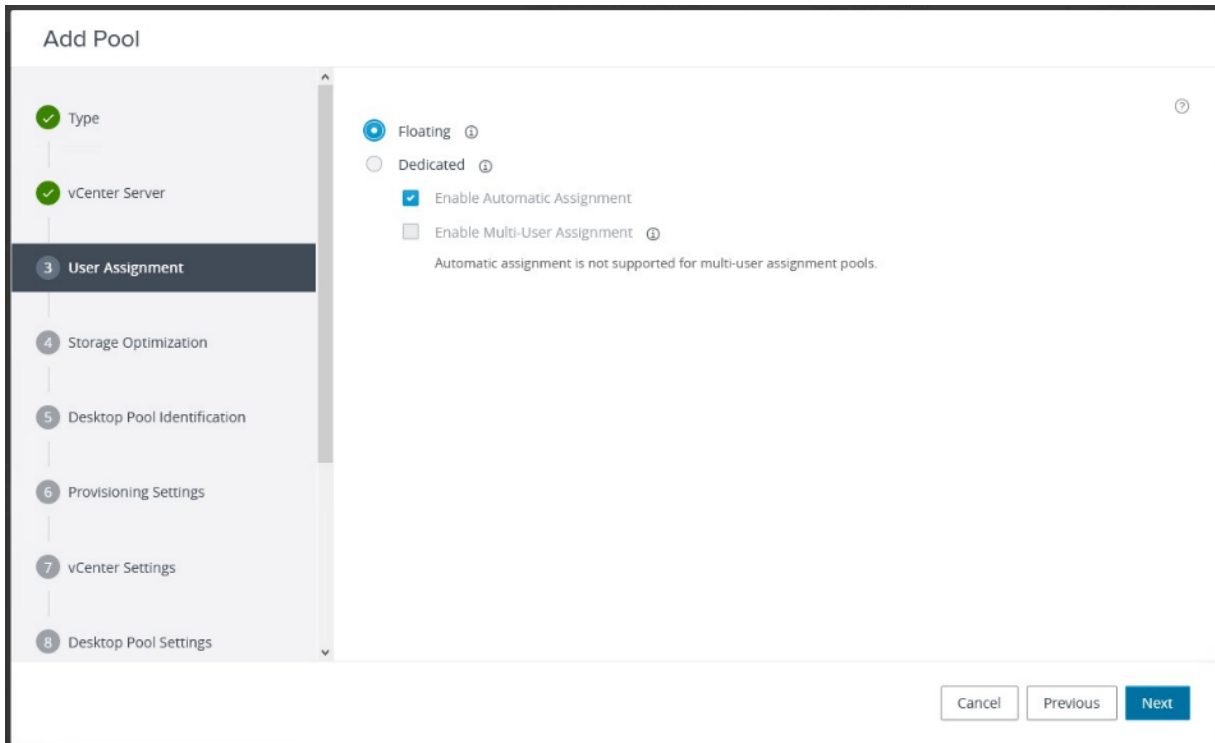 Add Pool
Type
vCenter Server
3 User Assignment
4 Storage Optimization
5 Desktop Pool Identification
6 Provisioning Settings
7 vCenter Settings
8 Desktop Pool Settings
Floating
Dedicated
Enable Automatic Assignment
Enable Multi-User Assignment
Automatic assignment is not supported for multi-user assignment pools.
Cancel Previous Next